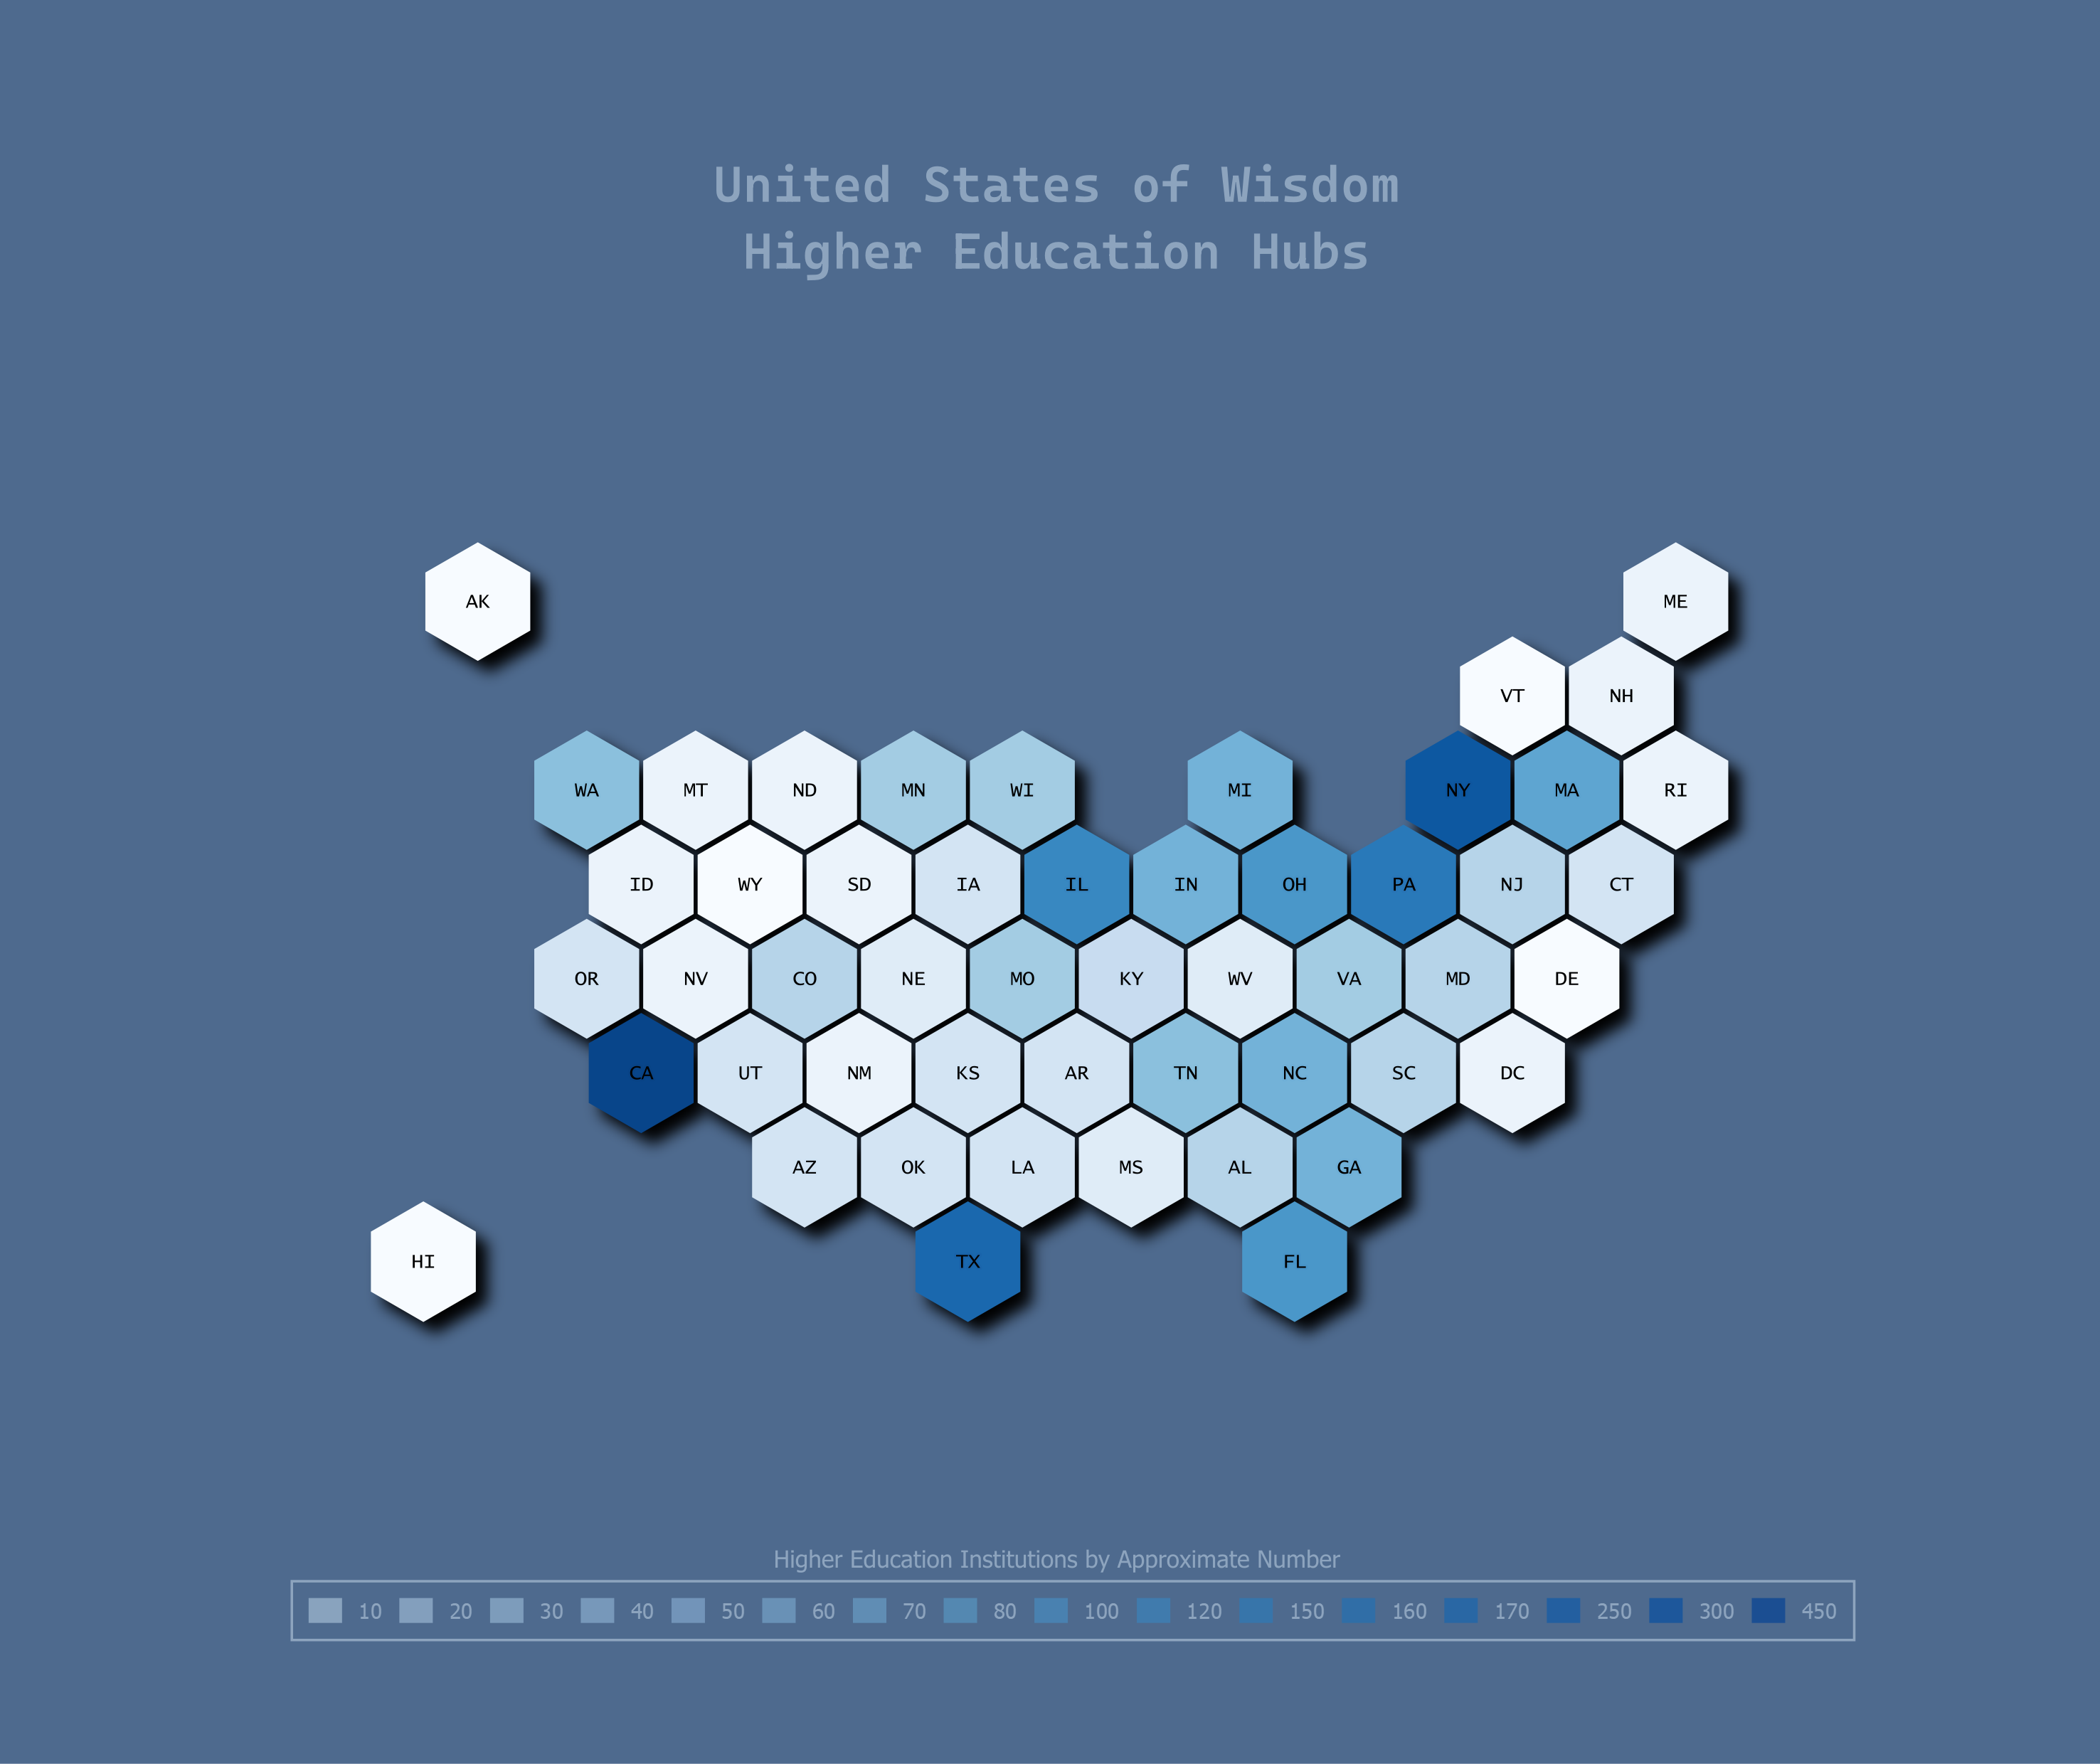 United States of Wisdom
Higher Education Hubs
AK ME
VT NH
WA MT ND MN WI MI NY MA RI
ID WY SD IA IL IN OH PA NJ CT
OR NV CO NE MO KY WV VA MD DE
CA UT NM KS AR TN NC SC DC
AZ OK LA MS AL GA
HI TX FL
Higher Education Institutions by Approximate Number
10 20 30 40 50 60 70 80 100 120 150 160 170 250 300 450